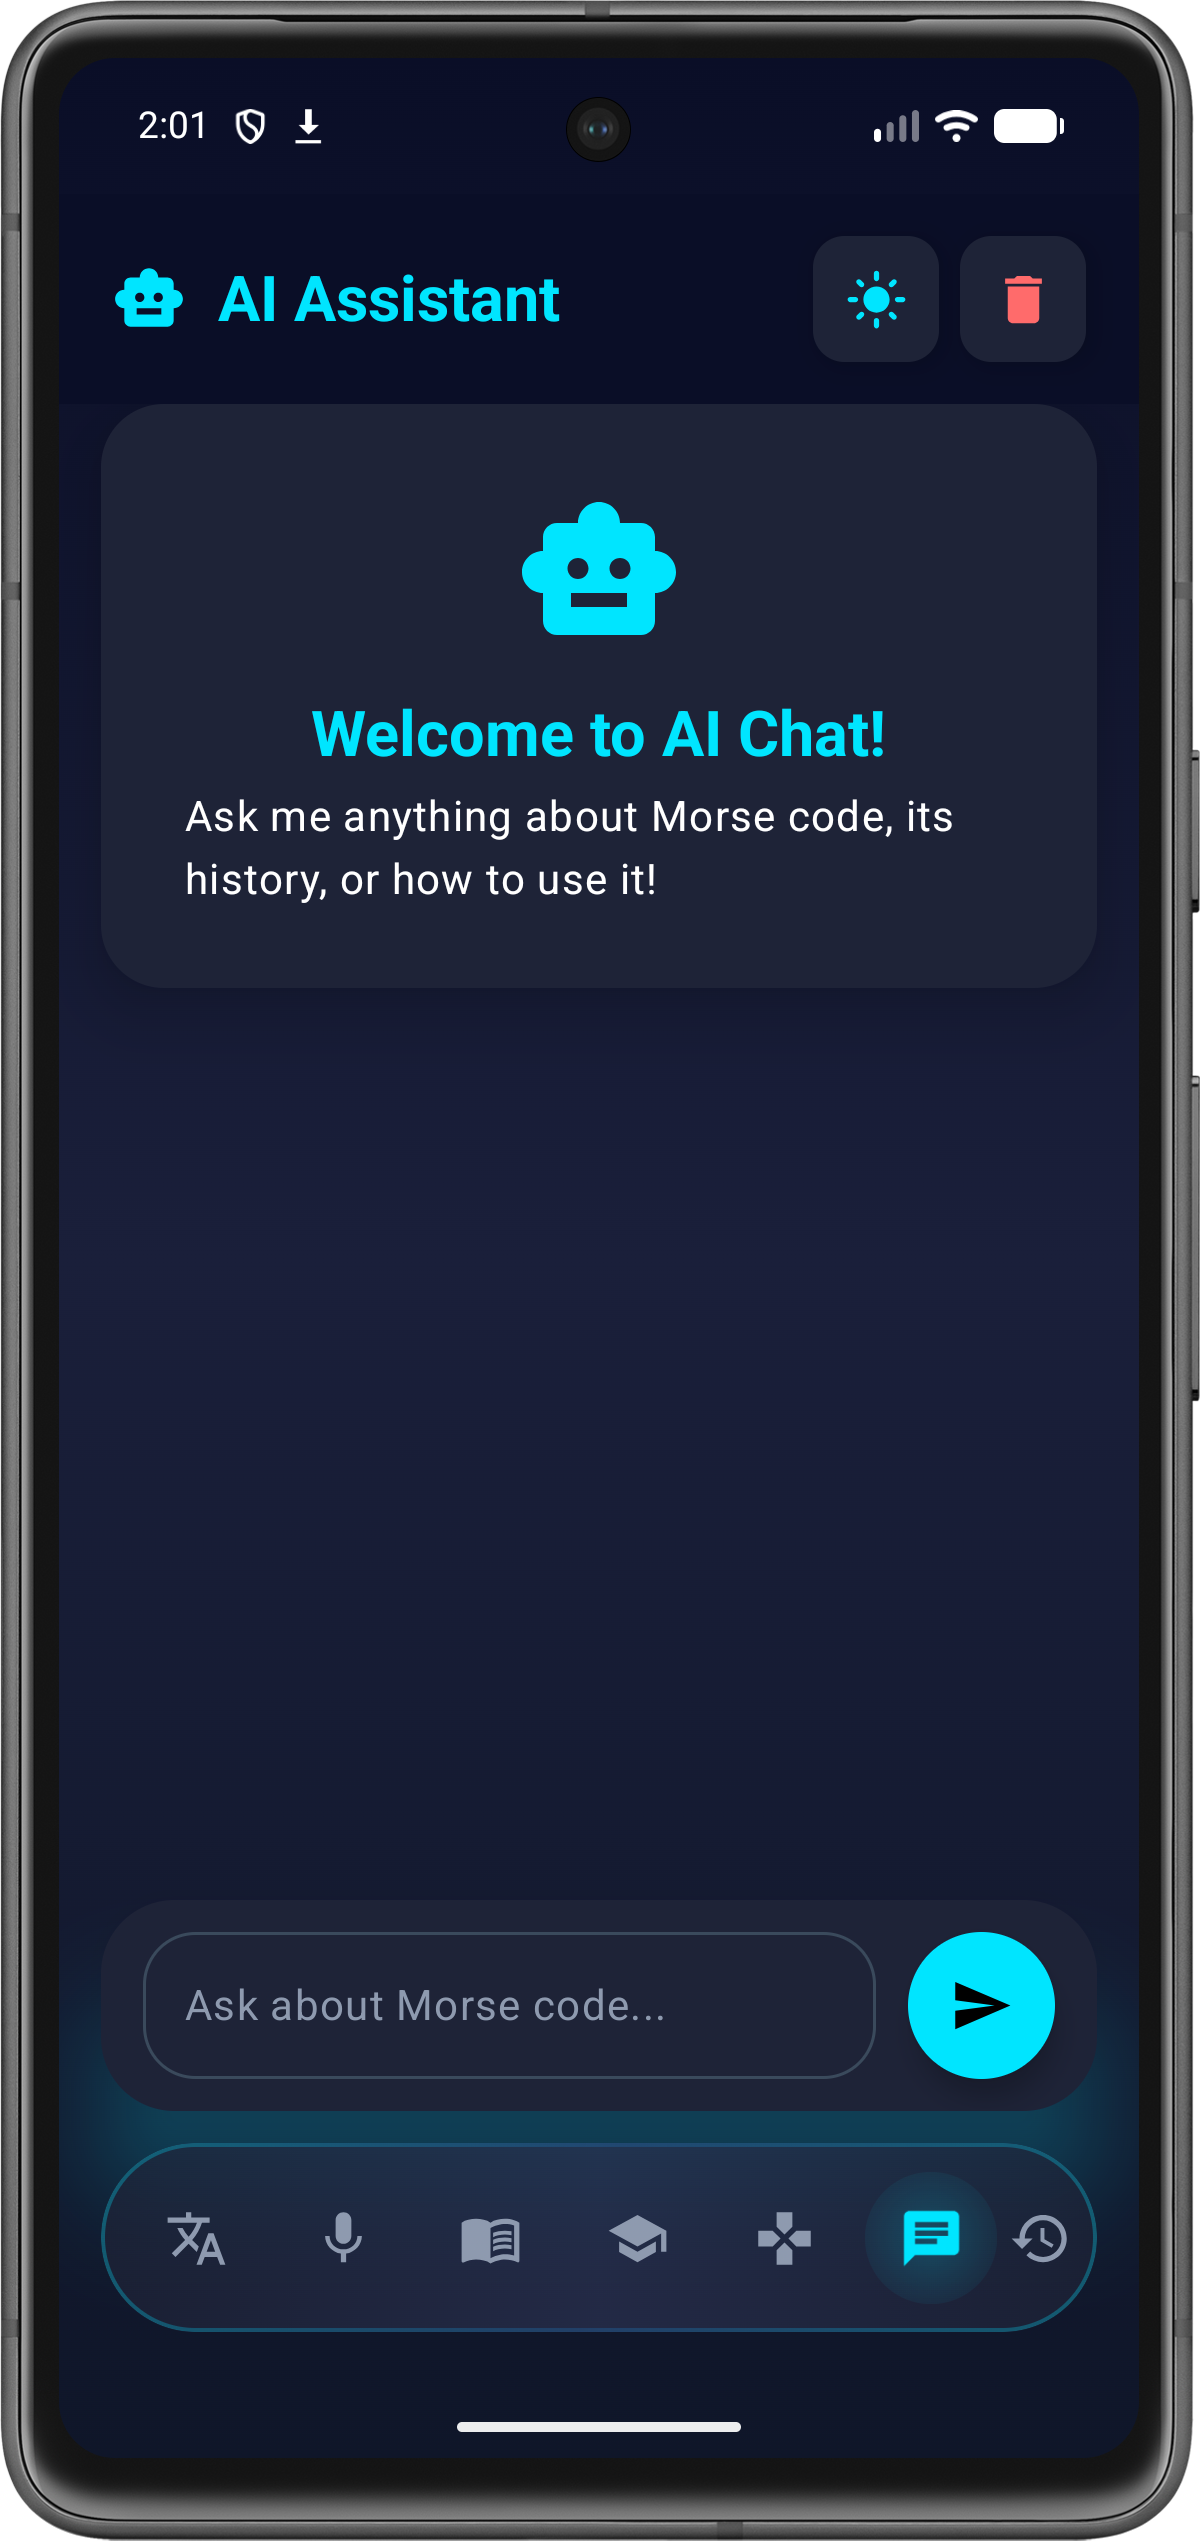 2:01
AI Assistant
Welcome to AI Chat!
Ask me anything about Morse code, its
history, or how to use it!
Ask about Morse code...